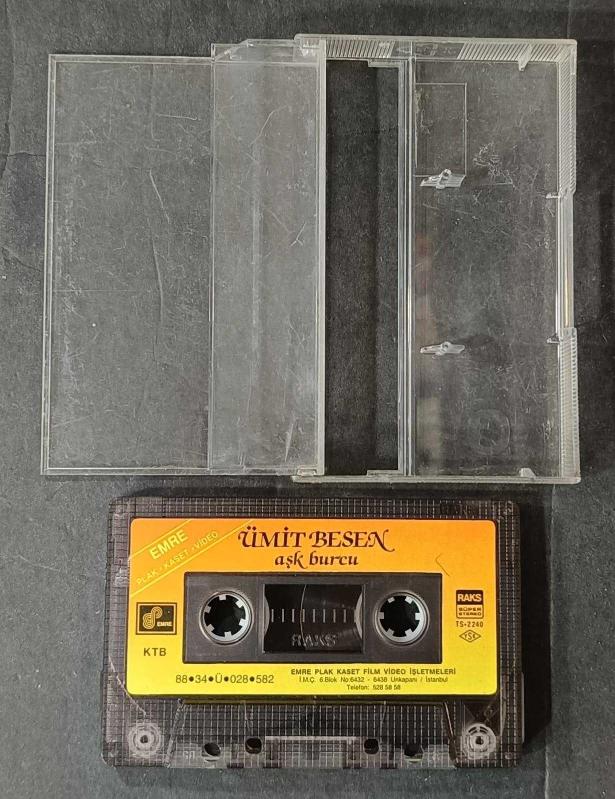 EMRE
PLAK • KASET • VİDEO
ÜMİT BESEN
aşk burcu
EMRE
KTB
RAKS
RAKS
SÜPER
STEREO
TS-2240
TSE
88•34•Ü•028•582
EMRE PLAK KASET FİLM VİDEO İŞLETMELERİ
İ.M.Ç. 6.Blok No:6432 - 6438 Unkapanı / İstanbul
Telefon: 528 58 58